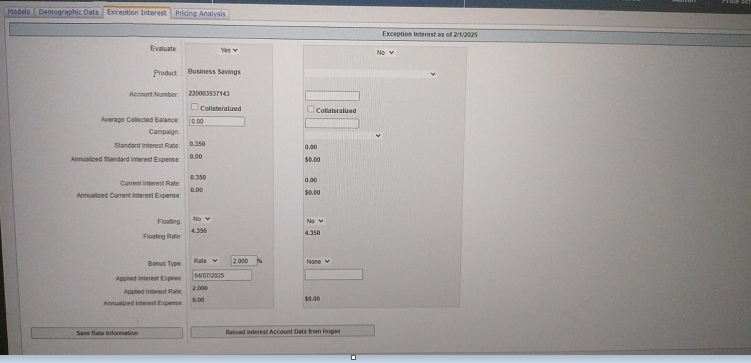 Models Demographic Data Exception Interest Pricing Analysis
Exception Interest as of 2/1/2025
Evaluate: Yes No
Product: Business Savings
Account Number: 220003937143
Collateralized Collateralized
Average Collected Balance: 0.00
Campaign:
Standard Interest Rate: 0.350 0.00
Annualized Standard Interest Expense: 0.00 $0.00
Current Interest Rate: 0.350 0.00
Annualized Current Interest Expense: 0.00 $0.00
Floating: No No
Floating Rate: 4.350 4.350
Bonus Type: Rate 2.000 % None
Applied Interest Expires: 04/07/2025
Applied Interest Rate: 2.000
Annualized Interest Expense: 0.00 $0.00
Save Rate Information Reload Interest Account Data from Hogan